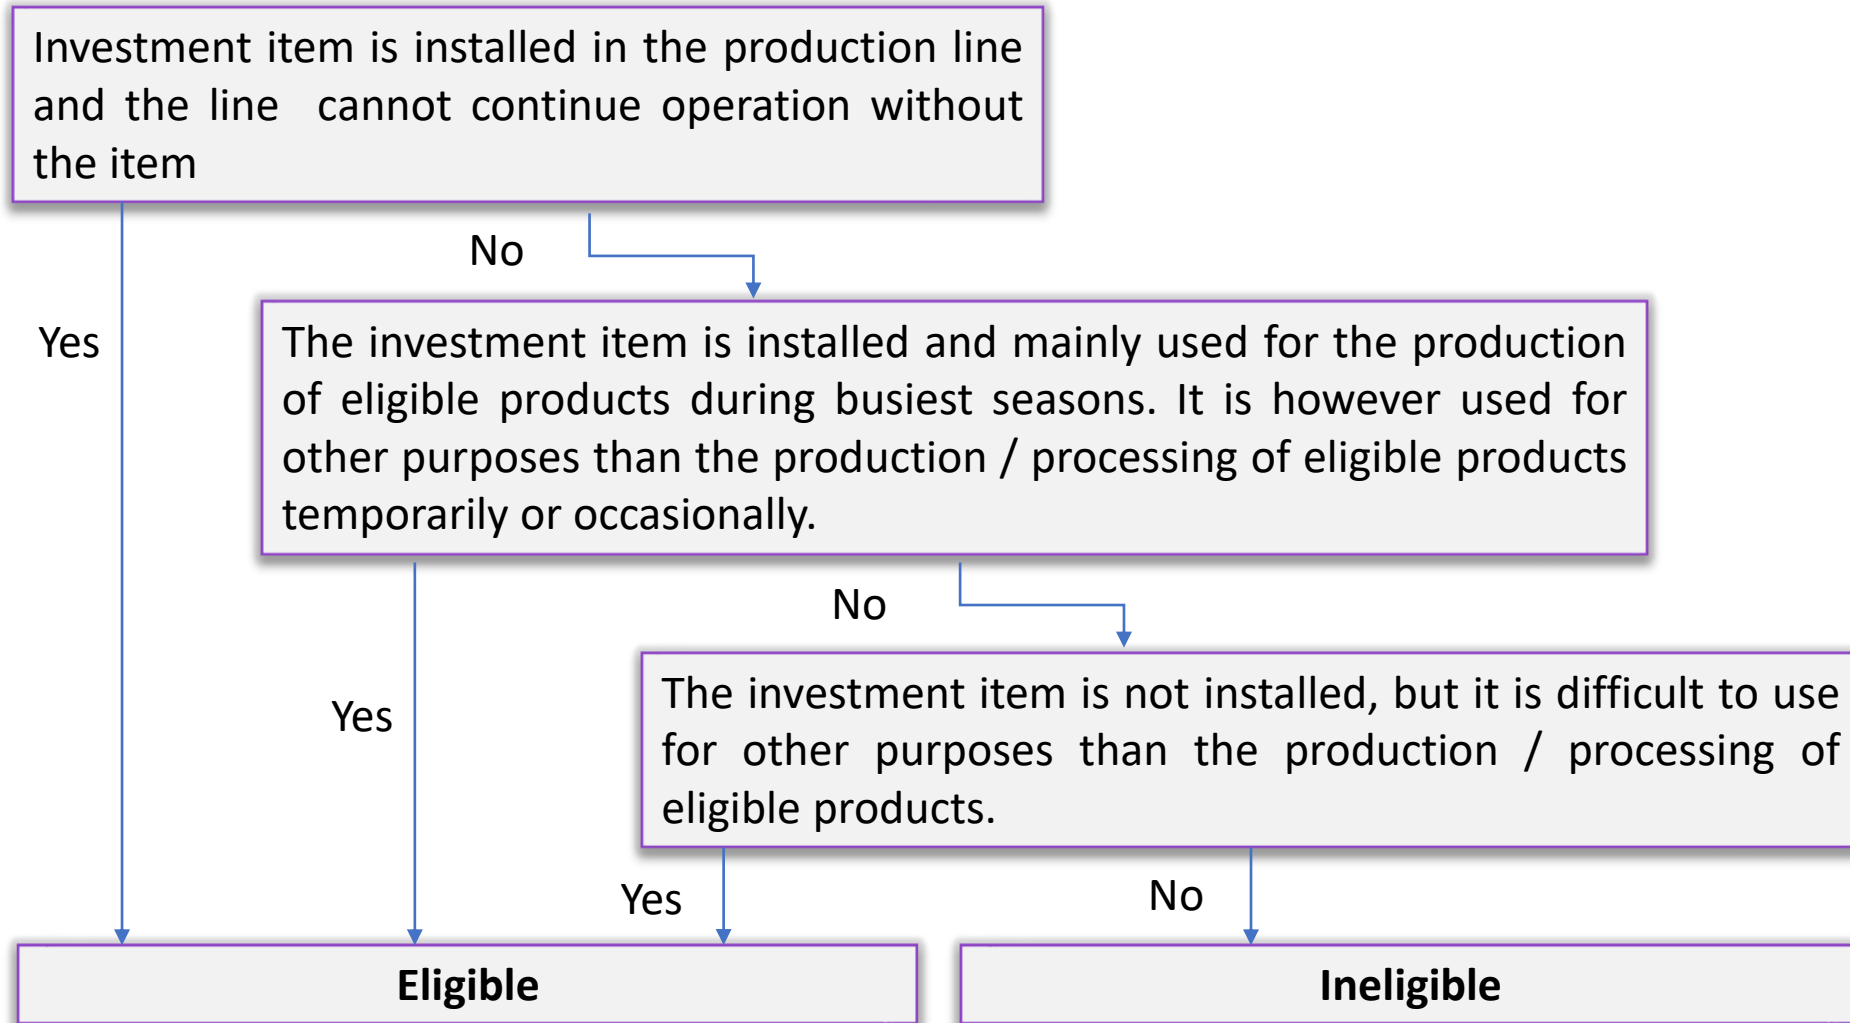 Investment item is installed in the production line
and the line cannot continue operation without
the item
No
Yes
The investment item is installed and mainly used for the production
of eligible products during busiest seasons. It is however used for
other purposes than the production / processing of eligible products
temporarily or occasionally.
No
Yes
The investment item is not installed, but it is difficult to use
for other purposes than the production / processing of
eligible products.
Yes
No
Eligible
Ineligible